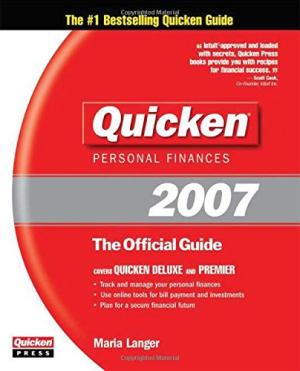 The #1 Bestselling Quicken Guide
“ Intuit-approved and loaded
with secrets, Quicken Press
books provide you with recipes
for financial success. ”
— Scott Cook,
Co-Founder, Intuit Inc.
Quicken®
PERSONAL FINANCES
2007
The Official Guide
COVERS QUICKEN DELUXE AND PREMIER
• Track and manage your personal finances
• Use online tools for bill payment and investments
• Plan for a secure financial future
Maria Langer
Quicken
PRESS